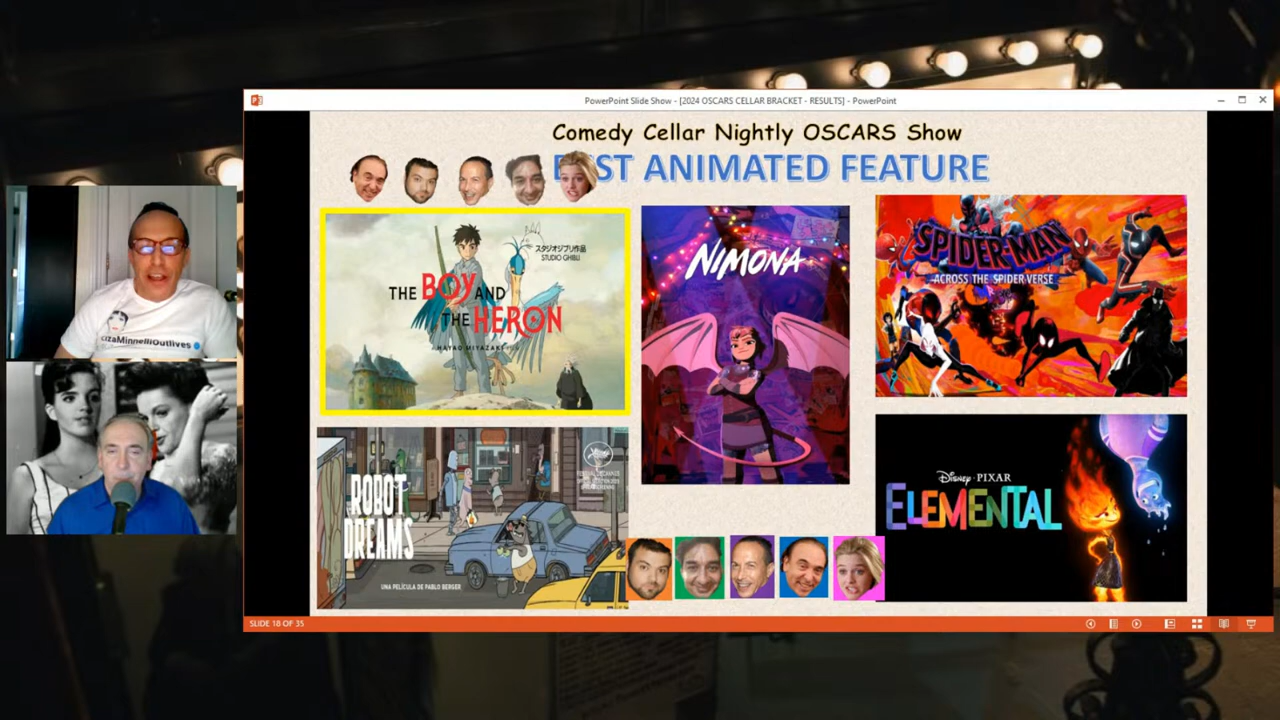 PowerPoint Slide Show - [2024 OSCARS CELLAR BRACKET - RESULTS] - PowerPoint
Comedy Cellar Nightly OSCARS Show
BEST ANIMATED FEATURE
スタジオジブリ作品
STUDIO GHIBLI
THE BOY AND
THE HERON
HAYAO MIYAZAKI
NIMONA
SPIDER-MAN
ACROSS THE SPIDER-VERSE
ROBOT
DREAMS
UNA PELÍCULA DE PABLO BERGER
Disney PIXAR
ELEMENTAL
zaMinnelliOutlives
SLIDE 18 OF 35